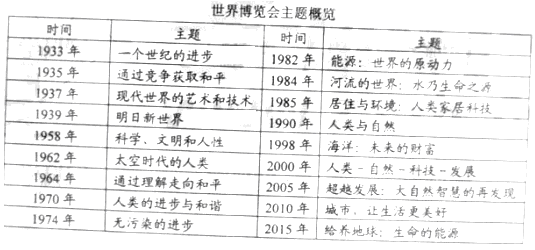 世界博览会主题概览
时间 主题 时间 主题
1933 年 一个世纪的进步 1982 年 能源：世界的原动力
1935 年 通过竞争获取和平 1984 年 河流的世界：水乃生命之源
1937 年 现代世界的艺术和技术 1985 年 居住与环境：人类家居科技
1939 年 明日新世界 1990 年 人类与自然
1958 年 科学、文明和人性 1998 年 海洋：未来的财富
1962 年 太空时代的人类 2000 年 人类－自然－科技－发展
1964 年 通过理解走向和平 2005 年 超越发展：大自然智慧的再发现
1970 年 人类的进步与和谐 2010 年 城市，让生活更美好
1974 年 无污染的进步 2015 年 给养地球：生命的能源